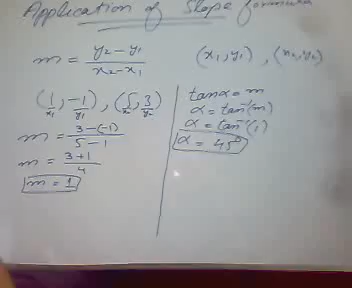 Application of Slope formula
m = y₂ - y₁ / x₂ - x₁ (x₁, y₁) , (x₂, y₂)
(1, -1) , (5, 3)
x₁ y₁ x₂ y₂
m = 3 - (-1) / 5 - 1
m = 3 + 1 / 4
m = 1
tan α = m
α = tan⁻¹(m)
α = tan⁻¹(1)
α = 45°